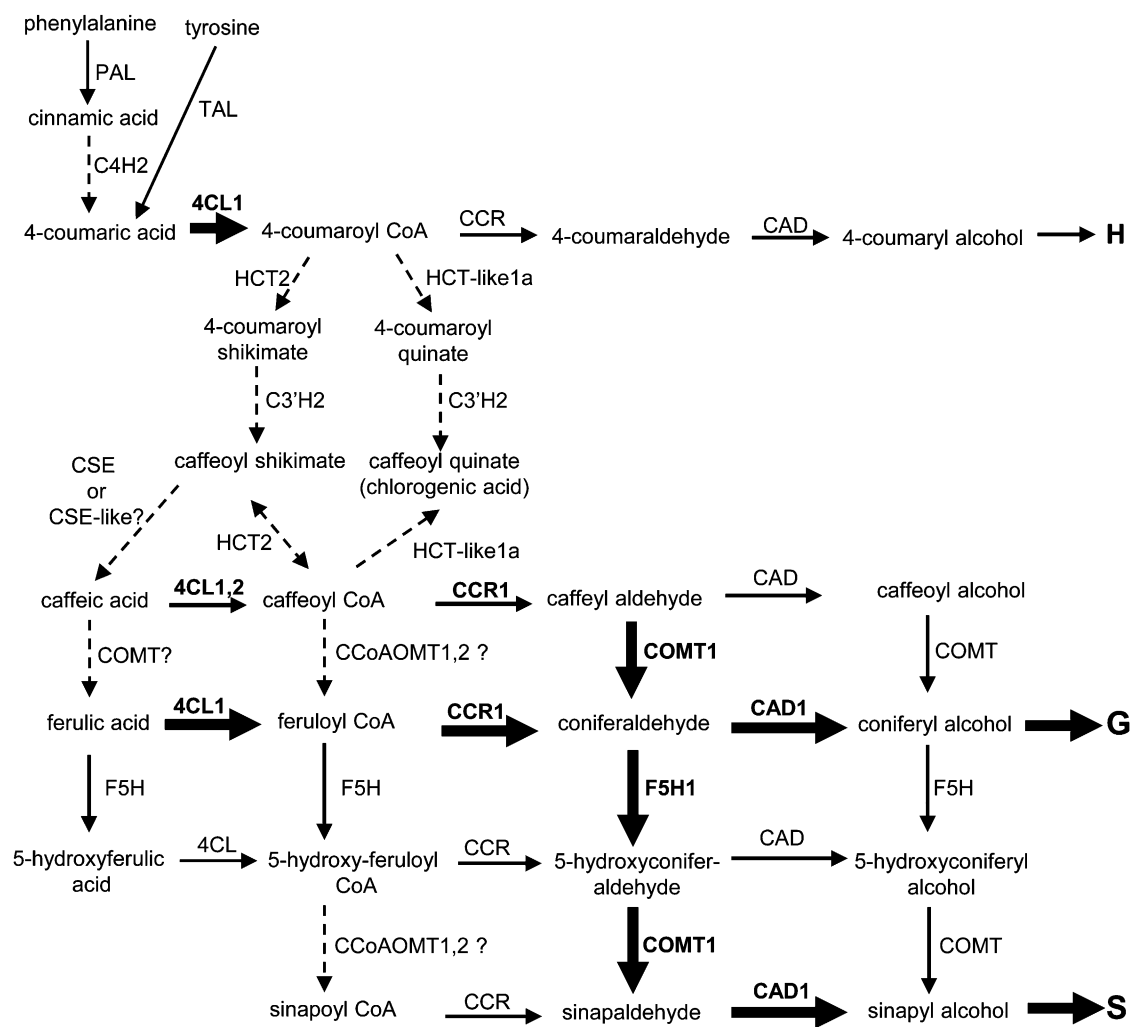 phenylalanine
tyrosine
PAL
cinnamic acid
TAL
C4H2
4CL1
4-coumaric acid
4-coumaroyl CoA
CCR
4-coumaraldehyde
CAD
4-coumaryl alcohol
H
HCT2
HCT-like1a
4-coumaroyl
shikimate
4-coumaroyl
quinate
C3'H2
C3'H2
caffeoyl shikimate
caffeoyl quinate
(chlorogenic acid)
CSE
or
CSE-like?
HCT2
HCT-like1a
caffeic acid
4CL1,2
caffeoyl CoA
CCR1
caffeyl aldehyde
CAD
caffeoyl alcohol
COMT?
CCoAOMT1,2 ?
COMT1
COMT
ferulic acid
4CL1
feruloyl CoA
CCR1
coniferaldehyde
CAD1
coniferyl alcohol
G
F5H
F5H
F5H1
F5H
5-hydroxyferulic
acid
4CL
5-hydroxy-feruloyl
CoA
CCR
5-hydroxyconifer-
aldehyde
CAD
5-hydroxyconiferyl
alcohol
CCoAOMT1,2 ?
COMT1
COMT
sinapoyl CoA
CCR
sinapaldehyde
CAD1
sinapyl alcohol
S